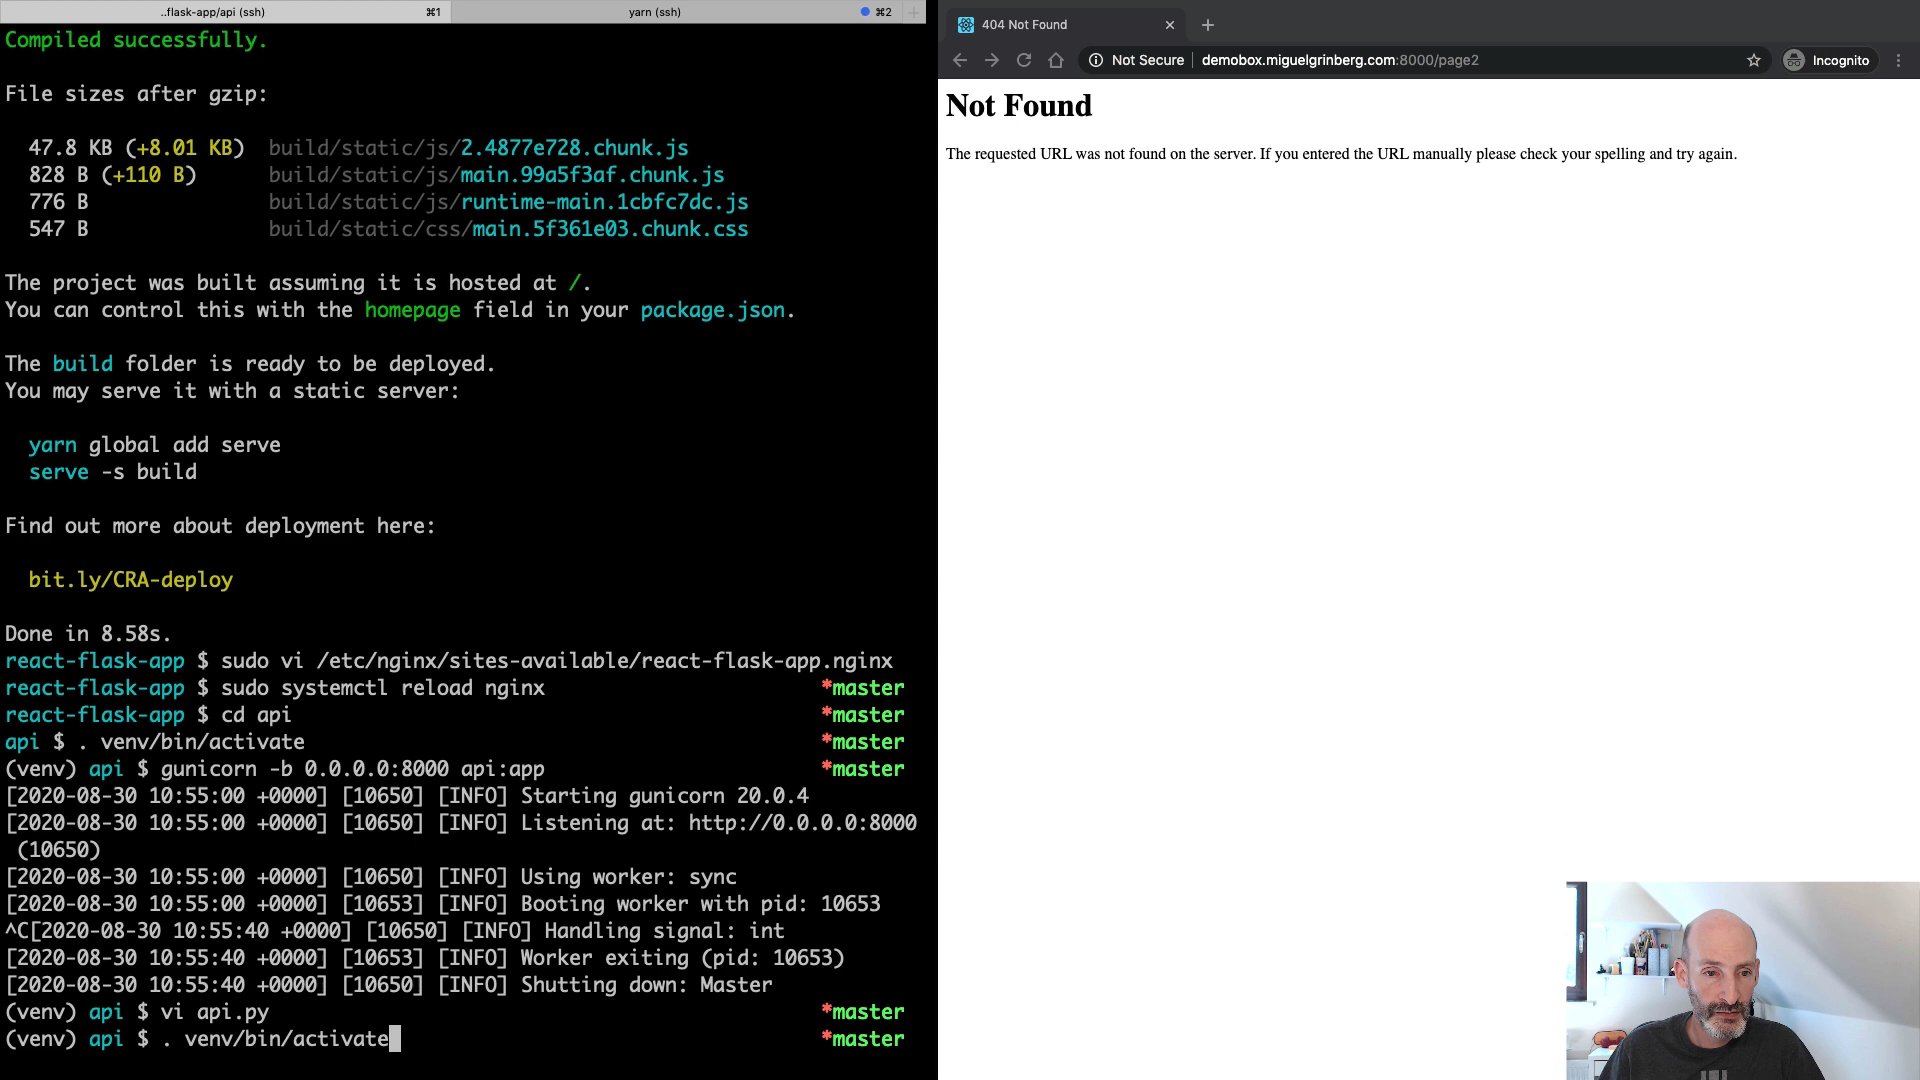 ..flask-app/api (ssh) ⌘1 yarn (ssh) ⌘2
Compiled successfully.
File sizes after gzip:
47.8 KB (+8.01 KB) build/static/js/2.4877e728.chunk.js
828 B (+110 B) build/static/js/main.99a5f3af.chunk.js
776 B build/static/js/runtime-main.1cbfc7dc.js
547 B build/static/css/main.5f361e03.chunk.css
The project was built assuming it is hosted at /.
You can control this with the homepage field in your package.json.
The build folder is ready to be deployed.
You may serve it with a static server:
yarn global add serve
serve -s build
Find out more about deployment here:
bit.ly/CRA-deploy
Done in 8.58s.
react-flask-app $ sudo vi /etc/nginx/sites-available/react-flask-app.nginx
react-flask-app $ sudo systemctl reload nginx *master
react-flask-app $ cd api *master
api $ . venv/bin/activate *master
(venv) api $ gunicorn -b 0.0.0.0:8000 api:app *master
[2020-08-30 10:55:00 +0000] [10650] [INFO] Starting gunicorn 20.0.4
[2020-08-30 10:55:00 +0000] [10650] [INFO] Listening at: http://0.0.0.0:8000
(10650)
[2020-08-30 10:55:00 +0000] [10650] [INFO] Using worker: sync
[2020-08-30 10:55:00 +0000] [10653] [INFO] Booting worker with pid: 10653
^C[2020-08-30 10:55:40 +0000] [10650] [INFO] Handling signal: int
[2020-08-30 10:55:40 +0000] [10653] [INFO] Worker exiting (pid: 10653)
[2020-08-30 10:55:40 +0000] [10650] [INFO] Shutting down: Master
(venv) api $ vi api.py *master
(venv) api $ . venv/bin/activate *master
404 Not Found
Not Secure | demobox.miguelgrinberg.com:8000/page2 Incognito
Not Found
The requested URL was not found on the server. If you entered the URL manually please check your spelling and try again.